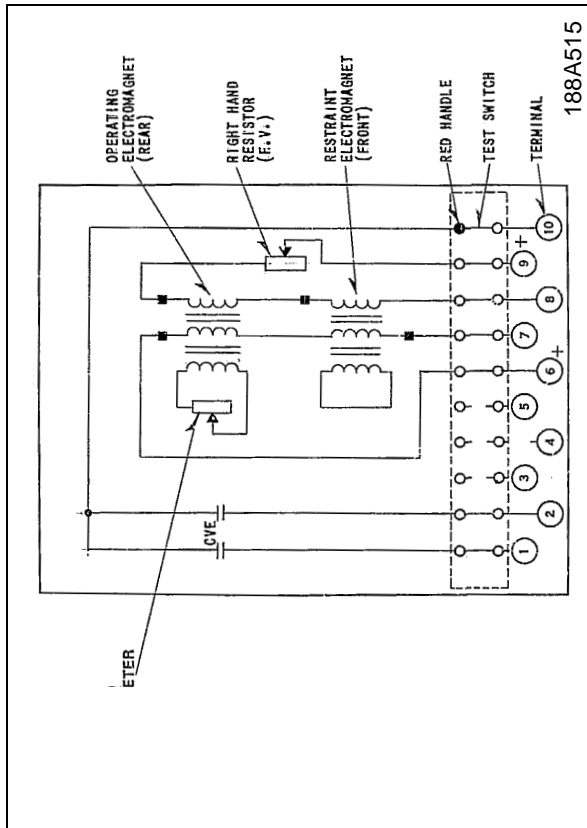 188A515
OPERATING
ELECTROMAGNET
(REAR)
RIGHT HAND
RESISTOR
RESTRAINT
ELECTROMAGNET
(FRONT)
RED HANDLE
TEST SWITCH
TERMINAL
ETER
CVE
+
+
1
2
3
4
5
6
7
8
9
10